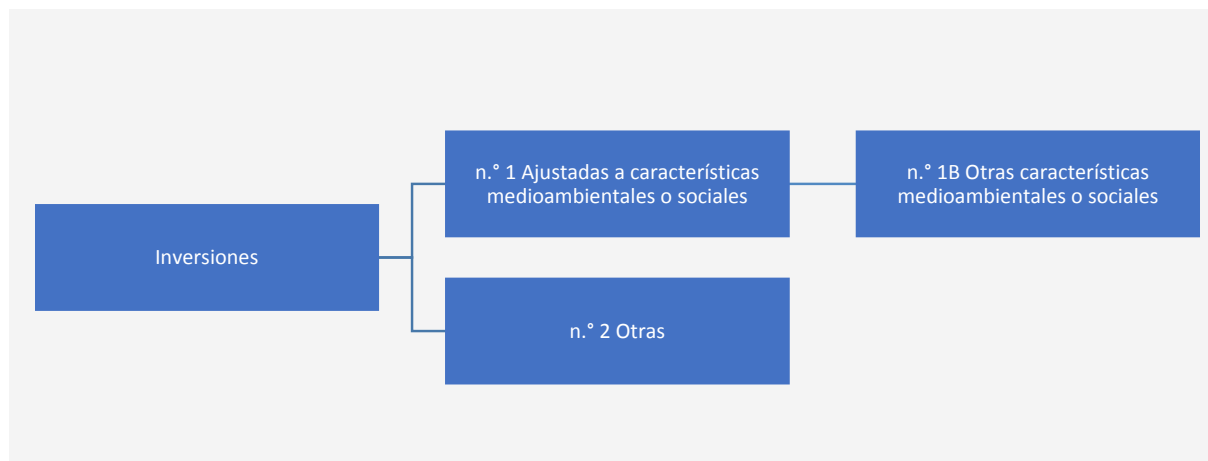 Inversiones
n.° 1 Ajustadas a características
medioambientales o sociales
n.° 1B Otras características
medioambientales o sociales
n.° 2 Otras